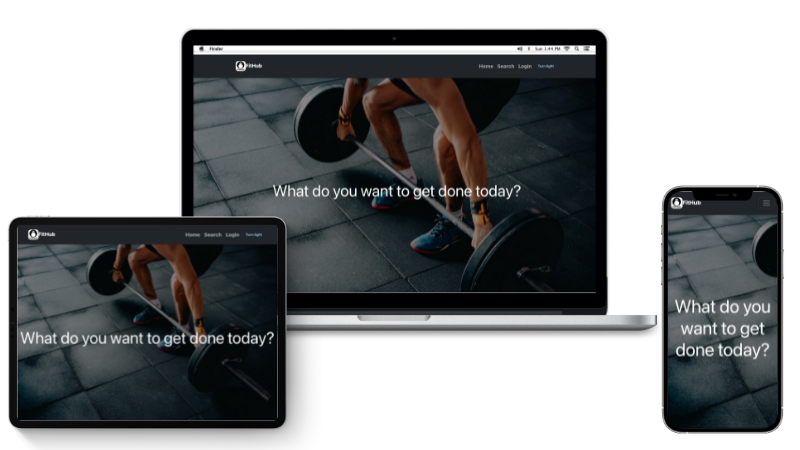 Finder
Sun 1:44 PM
FitHub
Home Search Login Turn light
What do you want to get done today?
FitHub
Home Search Login Turn light
What do you want to get done today?
FitHub
What do you
want to get
done today?